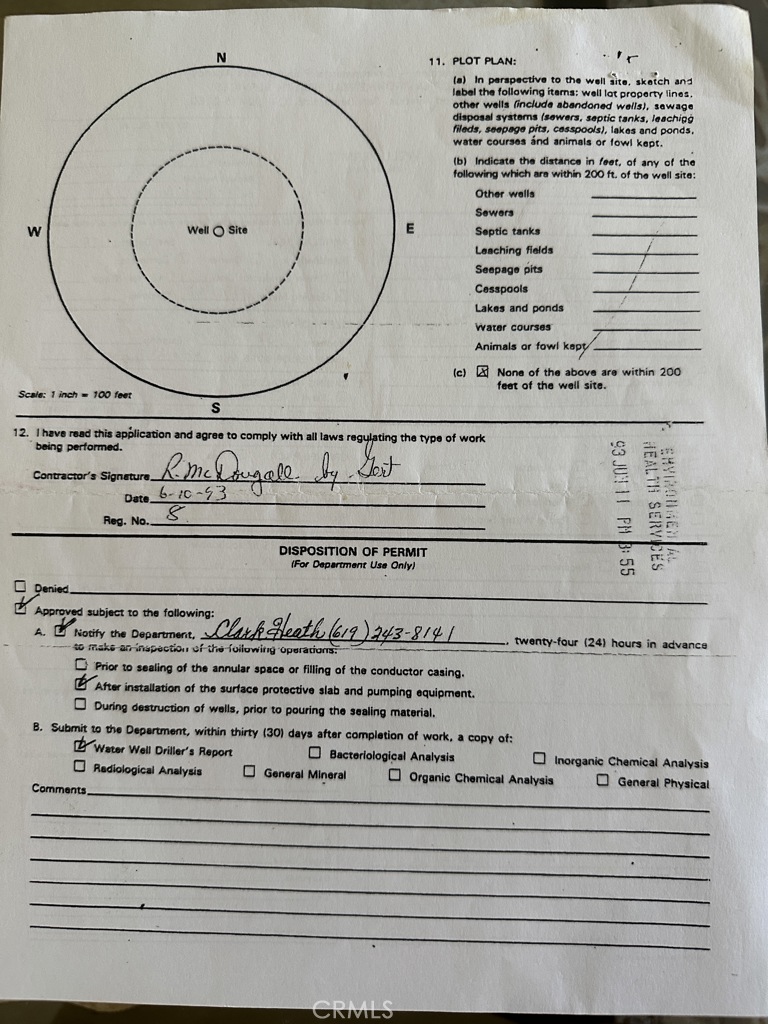 N
W
Well Site
E
S
Scale: 1 inch = 100 feet
11. PLOT PLAN:
(a) In perspective to the well site, sketch and
label the following items: well lot property lines,
other wells (include abandoned wells), sewage
disposal systems (sewers, septic tanks, leaching
fileds, seepage pits, cesspools), lakes and ponds,
water courses and animals or fowl kept.
(b) Indicate the distance in feet, of any of the
following which are within 200 ft. of the well site:
Other wells
Sewers
Septic tanks
Leaching fields
Seepage pits
Cesspools
Lakes and ponds
Water courses
Animals or fowl kept
(c) X None of the above are within 200
feet of the well site.
12. I have read this application and agree to comply with all laws regulating the type of work
being performed.
Contractor's Signature R. McDougall by
Date 6-10-93
Reg. No. 8
ENVIRONMENTAL
HEALTH SERVICES
93 JUN 11 PM 3:55
DISPOSITION OF PERMIT
(For Department Use Only)
Denied
Approved subject to the following:
A. Notify the Department, Clark Heath (619) 243-8141, twenty-four (24) hours in advance
to make an inspection of the following operations:
Prior to sealing of the annular space or filling of the conductor casing.
After installation of the surface protective slab and pumping equipment.
During destruction of wells, prior to pouring the sealing material.
B. Submit to the Department, within thirty (30) days after completion of work, a copy of:
Water Well Driller's Report Bacteriological Analysis Inorganic Chemical Analysis
Radiological Analysis General Mineral Organic Chemical Analysis General Physical
Comments
CRMLS